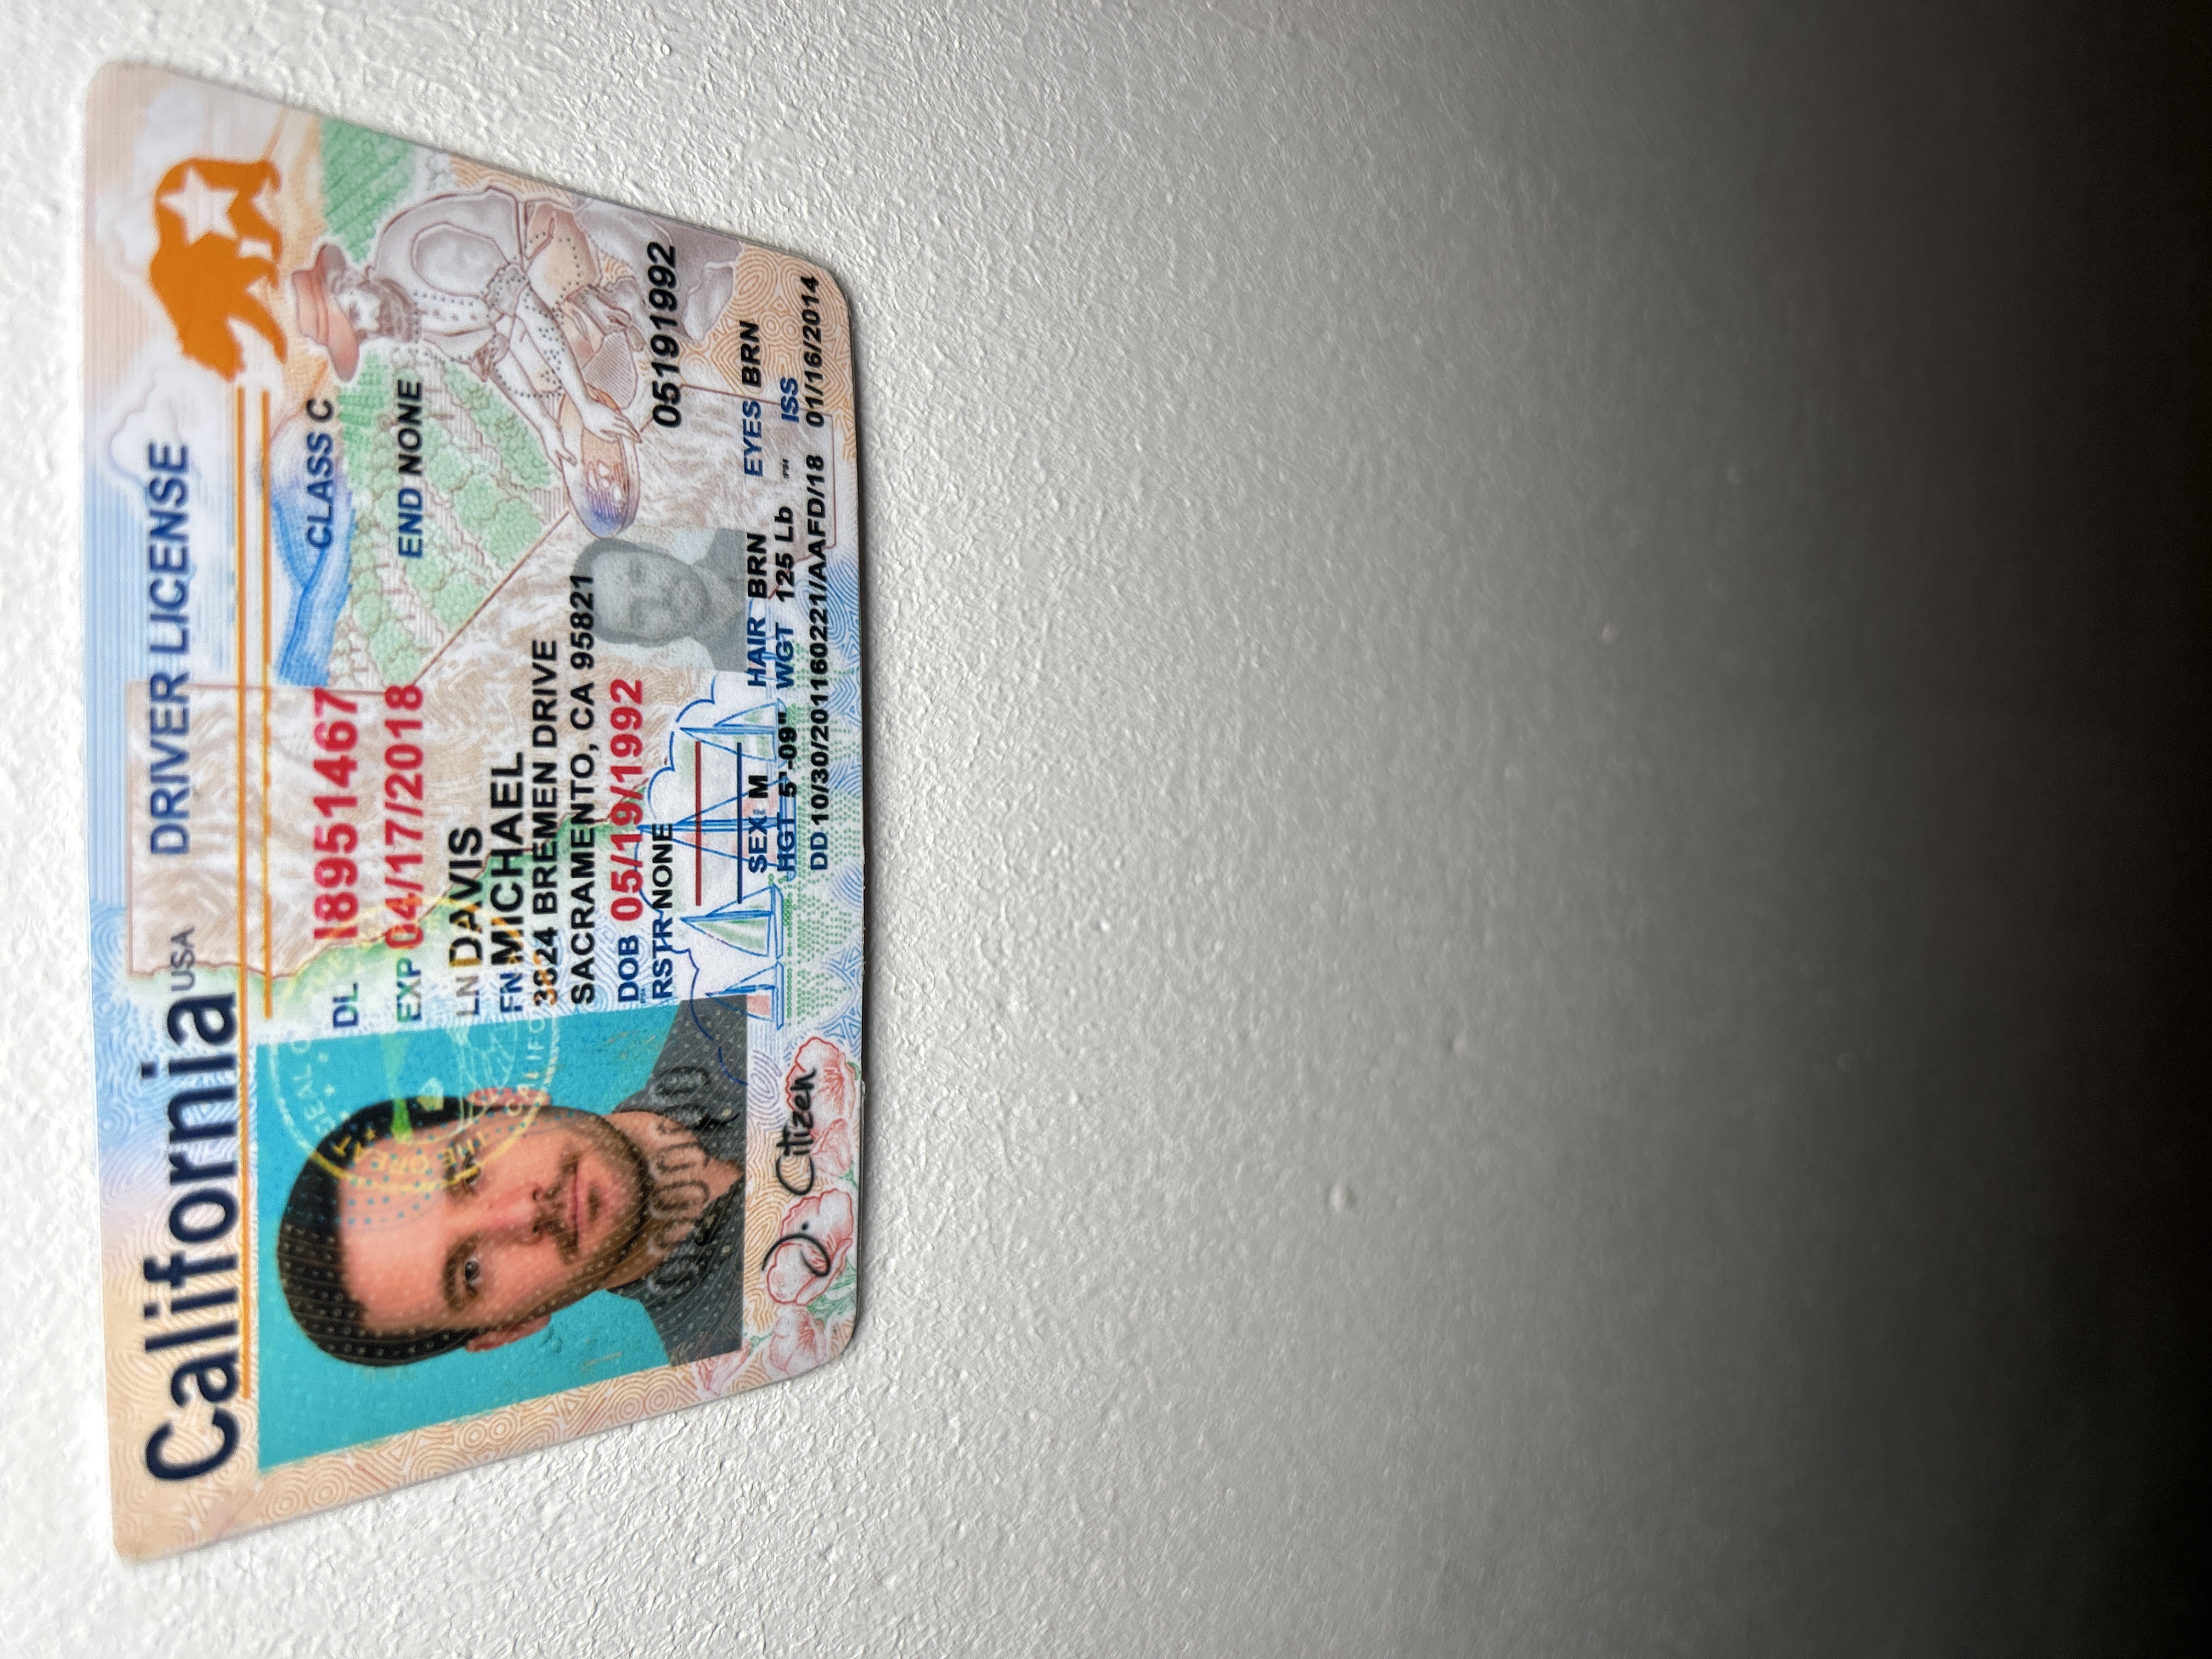 California USA DRIVER LICENSE
DL I8951467 CLASS C
EXP 04/17/2018 END NONE
LN DAVIS
FN MICHAEL
3824 BREMEN DRIVE
SACRAMENTO, CA 95821
DOB 05/19/1992
RSTR NONE 05191992
SEX M HAIR BRN EYES BRN
HGT 5'-09" WGT 125 Lb ISS
DD 10/30/201160221/AAFD/18 01/16/2014
J. Citizen